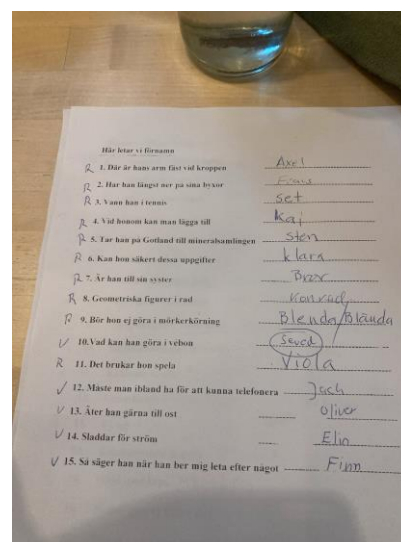 Här letar vi förnamn
R 1. Där är hans arm fäst vid kroppen Axel
R 2. Har han längst ner på sina byxor Frans
R 3. Vann han i tennis Set
R 4. Vid honom kan man lägga till Kaj
R 5. Tar han på Gotland till mineralsamlingen Sten
R 6. Kan hon säkert dessa uppgifter Klara
R 7. Är han till sin syster Bror
R 8. Geometriska figurer i rad Konrad
R 9. Bör hon ej göra i mörkerkörning Blenda/Blända
V 10. Vad kan han göra i vebon Seved
R 11. Det brukar hon spela Viola
V 12. Måste man ibland ha för att kunna telefonera Jack
V 13. Äter han gärna till ost Oliver
V 14. Sladdar för ström Elin
V 15. Så säger han när han ber mig leta efter något Finn